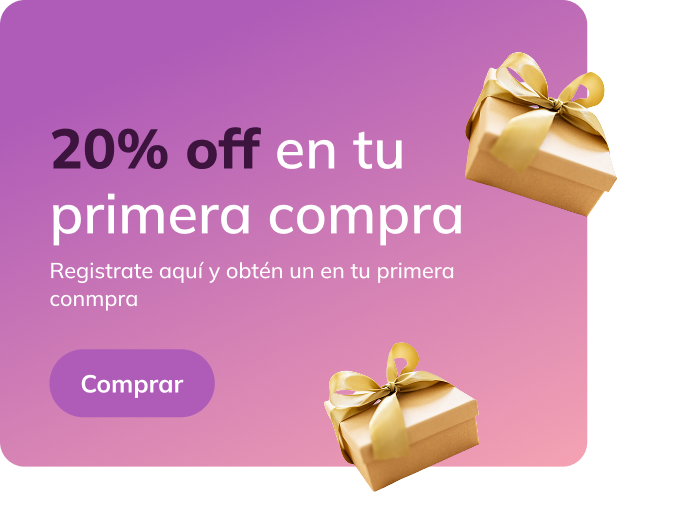 20% off en tu
primera compra
Registrate aquí y obtén un en tu primera
conmpra
Comprar